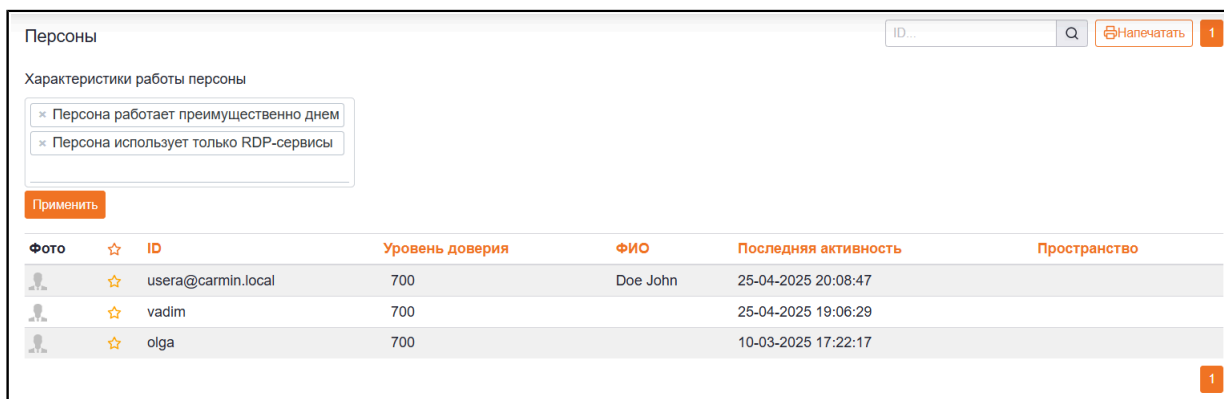 Персоны ID... Напечатать 1
Характеристики работы персоны
× Персона работает преимущественно днем
× Персона использует только RDP-сервисы
Применить
Фото ID Уровень доверия ФИО Последняя активность Пространство
usera@carmin.local 700 Doe John 25-04-2025 20:08:47
vadim 700 25-04-2025 19:06:29
olga 700 10-03-2025 17:22:17
1